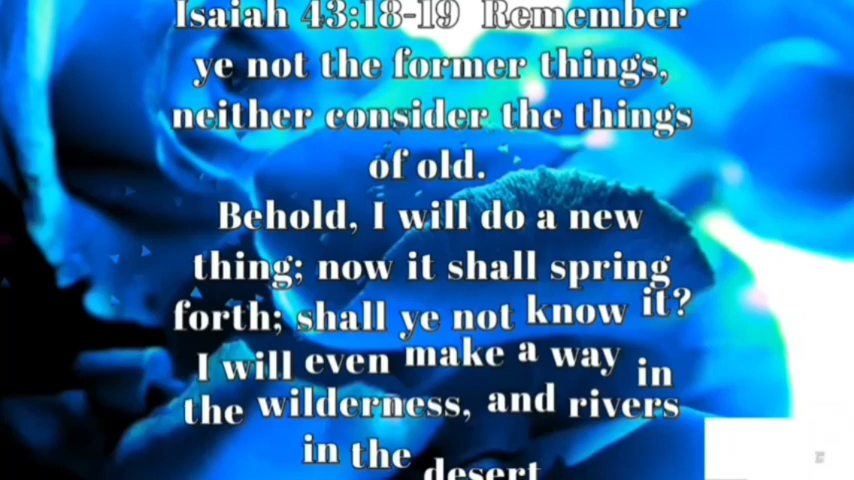 Isaiah 43:18-19 Remember
ye not the former things,
neither consider the things
of old.
Behold, I will do a new
thing; now it shall spring
forth; shall ye not know it?
I will even make a way in
the wilderness, and rivers
in the desert